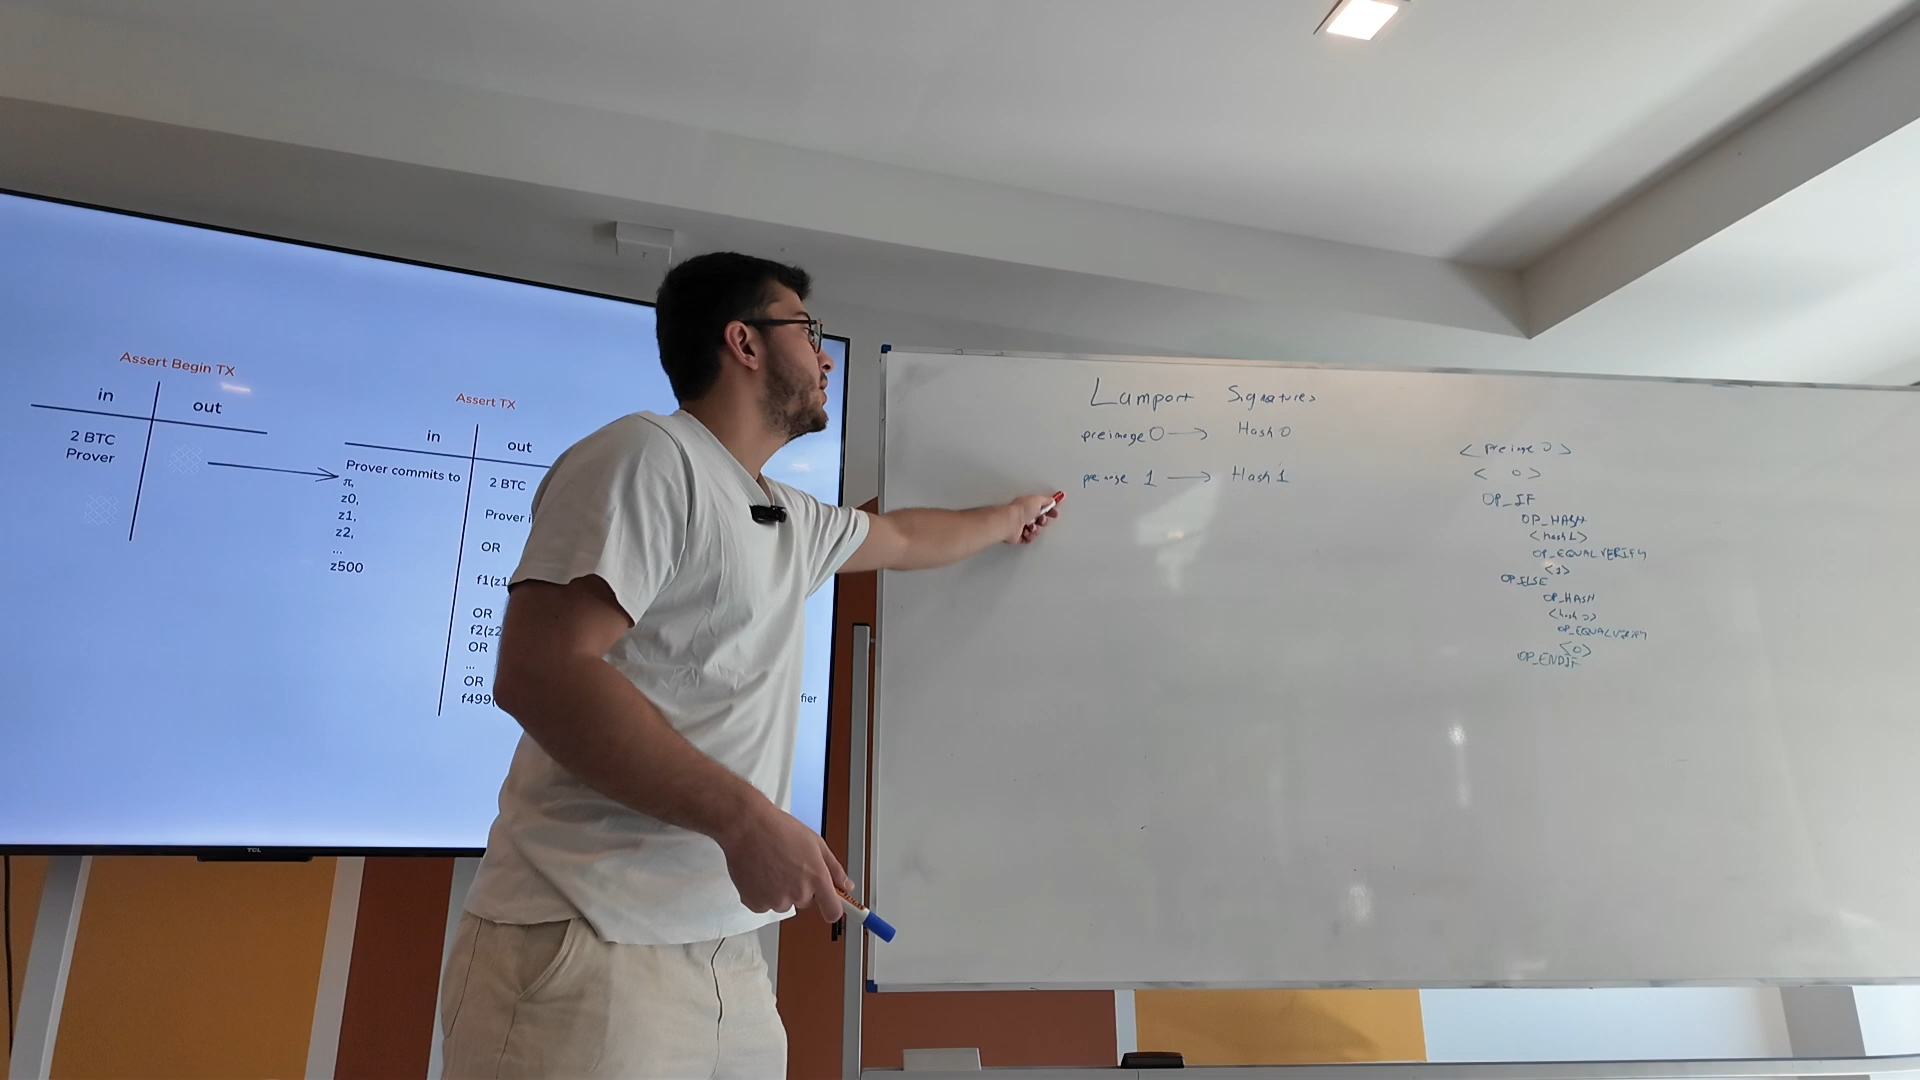 Assert Begin TX
in
out
2 BTC
Prover
Assert TX
in
out
Prover commits to
π,
z0,
z1,
z2,
...
z500
2 BTC
Prover i
OR
f1(z1
OR
f2(z2
OR
...
OR
f499(
fier
TCL
Lamport Signatures
preimage 0 → Hash 0
preimage 1 → Hash 1
< preimage 0 >
< 0 >
OP_IF
OP_HASH
<hash1>
OP_EQUALVERIFY
<1>
OP_ELSE
OP_HASH
<hash 0>
OP_EQUALVERIFY
<0>
OP_ENDIF